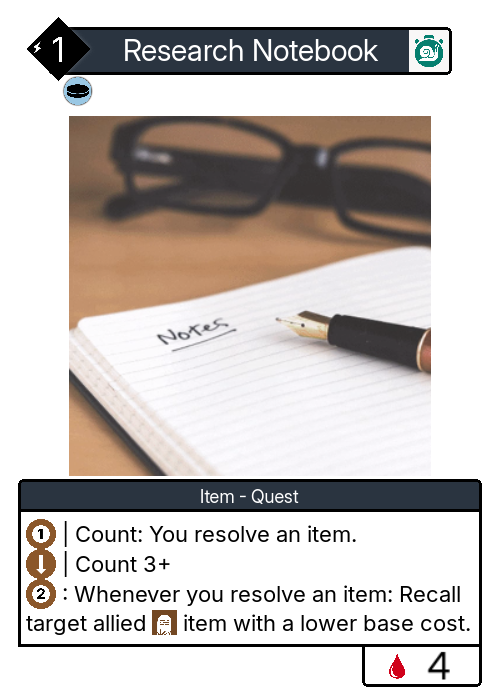 1
Research Notebook
Notes
Item - Quest
1 | Count: You resolve an item.
| Count 3+
2 : Whenever you resolve an item: Recall
target allied item with a lower base cost.
4